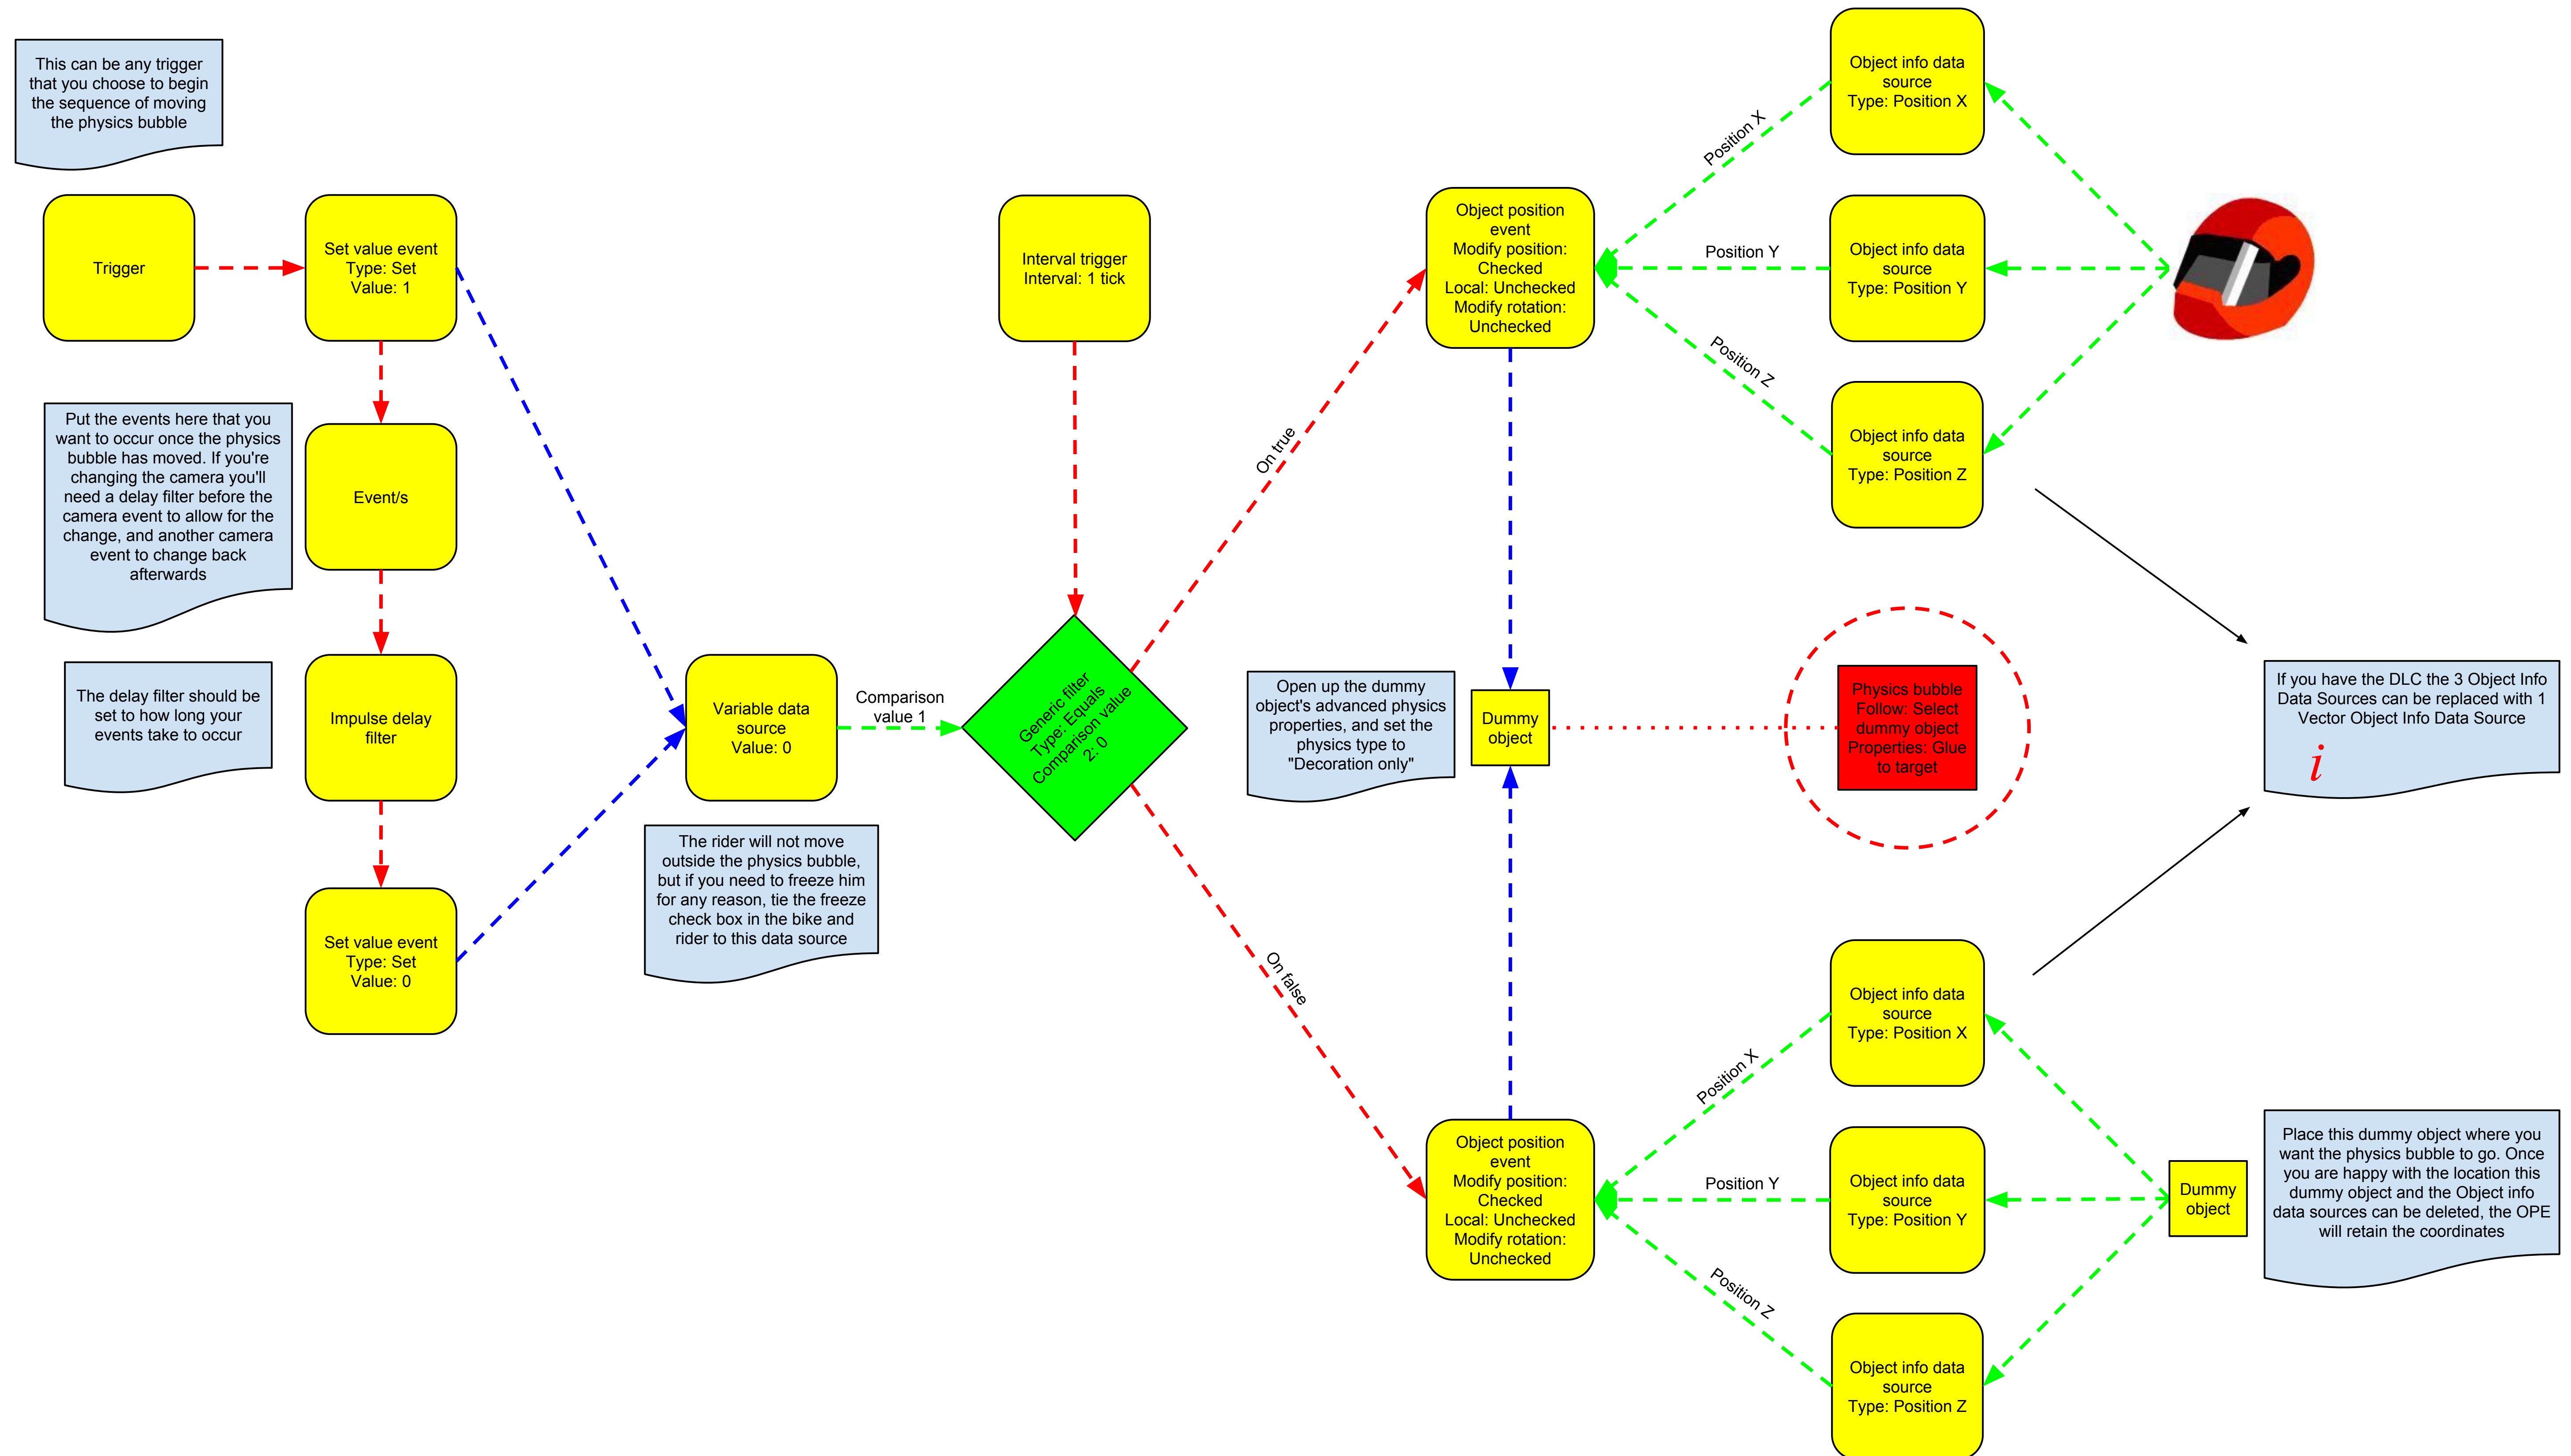 This can be any trigger
that you choose to begin
the sequence of moving
the physics bubble
Trigger
Set value event
Type: Set
Value: 1
Put the events here that you
want to occur once the physics
bubble has moved. If you're
changing the camera you'll
need a delay filter before the
camera event to allow for the
change, and another camera
event to change back
afterwards
Event/s
The delay filter should be
set to how long your
events take to occur
Impulse delay
filter
Set value event
Type: Set
Value: 0
Variable data
source
Value: 0
Comparison
value 1
The rider will not move
outside the physics bubble,
but if you need to freeze him
for any reason, tie the freeze
check box in the bike and
rider to this data source
Interval trigger
Interval: 1 tick
Generic filter
Type: Equals
Comparison value
2: 0
On true
On false
Object position
event
Modify position:
Checked
Local: Unchecked
Modify rotation:
Unchecked
Position X
Position Y
Position Z
Object info data
source
Type: Position X
Object info data
source
Type: Position Y
Object info data
source
Type: Position Z
Open up the dummy
object's advanced physics
properties, and set the
physics type to
"Decoration only"
Dummy
object
Physics bubble
Follow: Select
dummy object
Properties: Glue
to target
If you have the DLC the 3 Object Info
Data Sources can be replaced with 1
Vector Object Info Data Source
i
Object position
event
Modify position:
Checked
Local: Unchecked
Modify rotation:
Unchecked
Position X
Position Y
Position Z
Object info data
source
Type: Position X
Object info data
source
Type: Position Y
Object info data
source
Type: Position Z
Dummy
object
Place this dummy object where you
want the physics bubble to go. Once
you are happy with the location this
dummy object and the Object info
data sources can be deleted, the OPE
will retain the coordinates